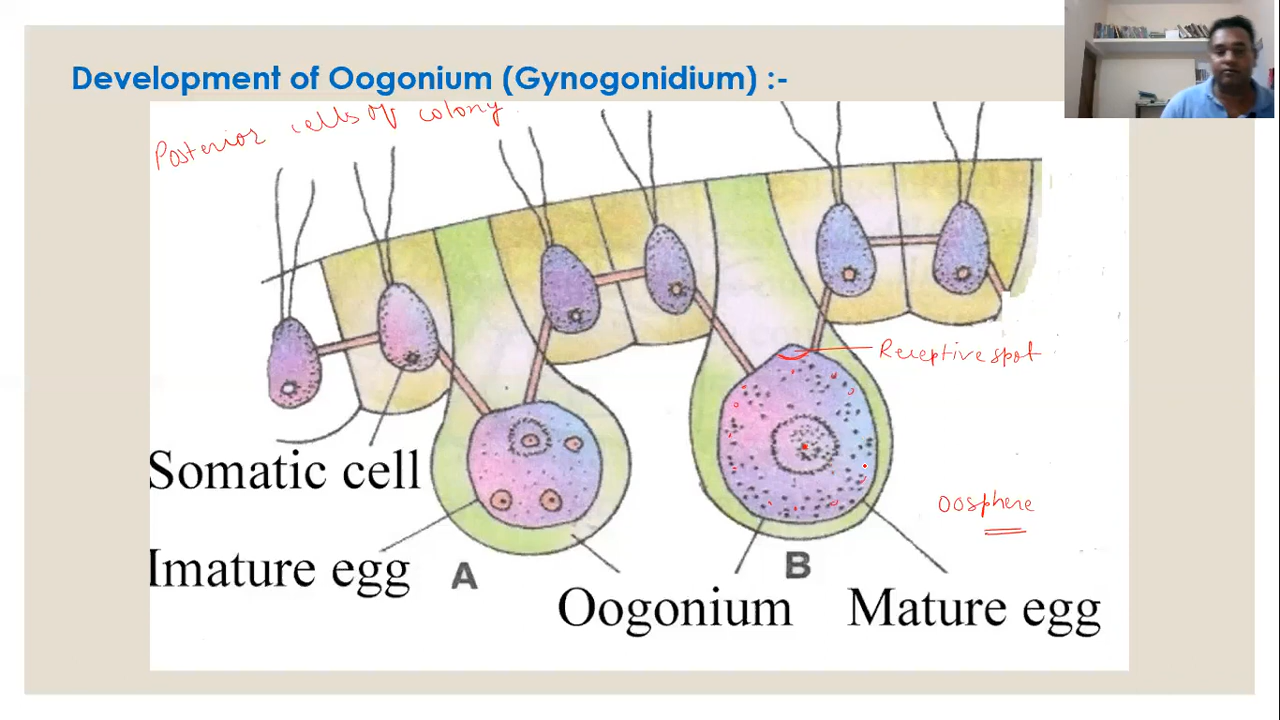 Development of Oogonium (Gynogonidium) :-
Posterior cells of colony.
Receptive spot
Somatic cell
oosphere
Imature egg
A
B
Oogonium
Mature egg